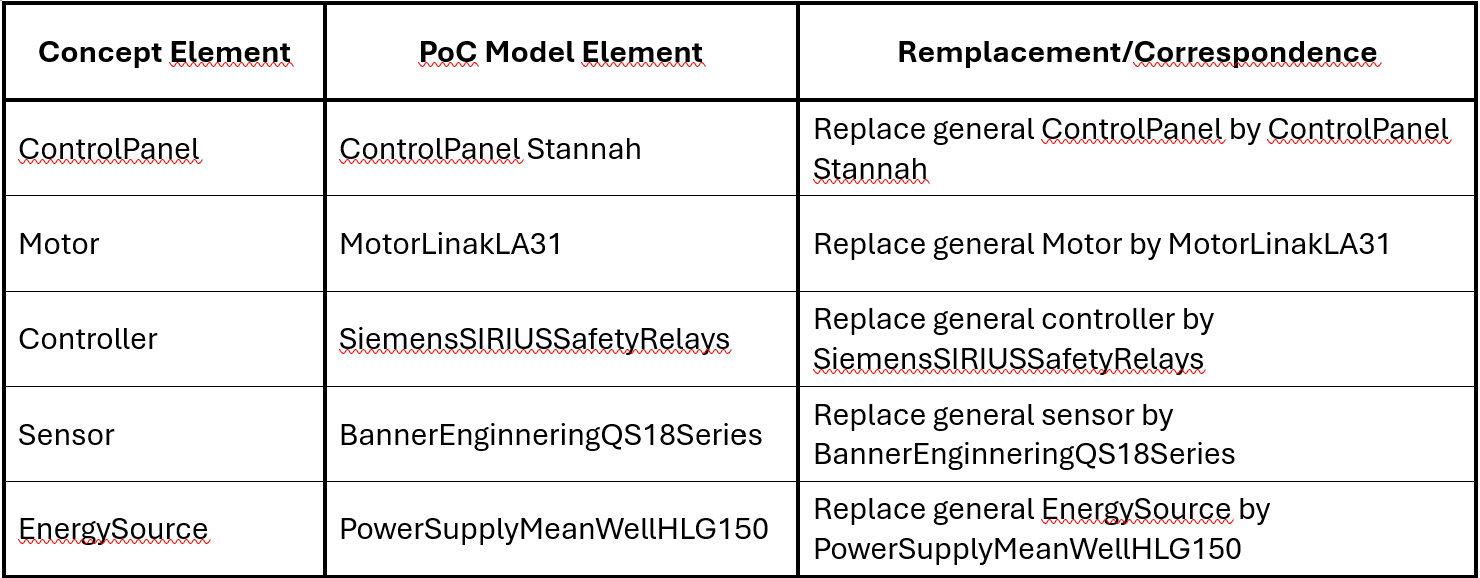 Concept Element
PoC Model Element
Remplacement/Correspondence
ControlPanel
ControlPanel Stannah
Replace general ControlPanel by ControlPanel
Stannah
Motor
MotorLinakLA31
Replace general Motor by MotorLinakLA31
Controller
SiemensSIRIUSSafetyRelays
Replace general controller by
SiemensSIRIUSSafetyRelays
Sensor
BannerEnginneringQS18Series
Replace general sensor by
BannerEnginneringQS18Series
EnergySource
PowerSupplyMeanWellHLG150
Replace general EnergySource by
PowerSupplyMeanWellHLG150